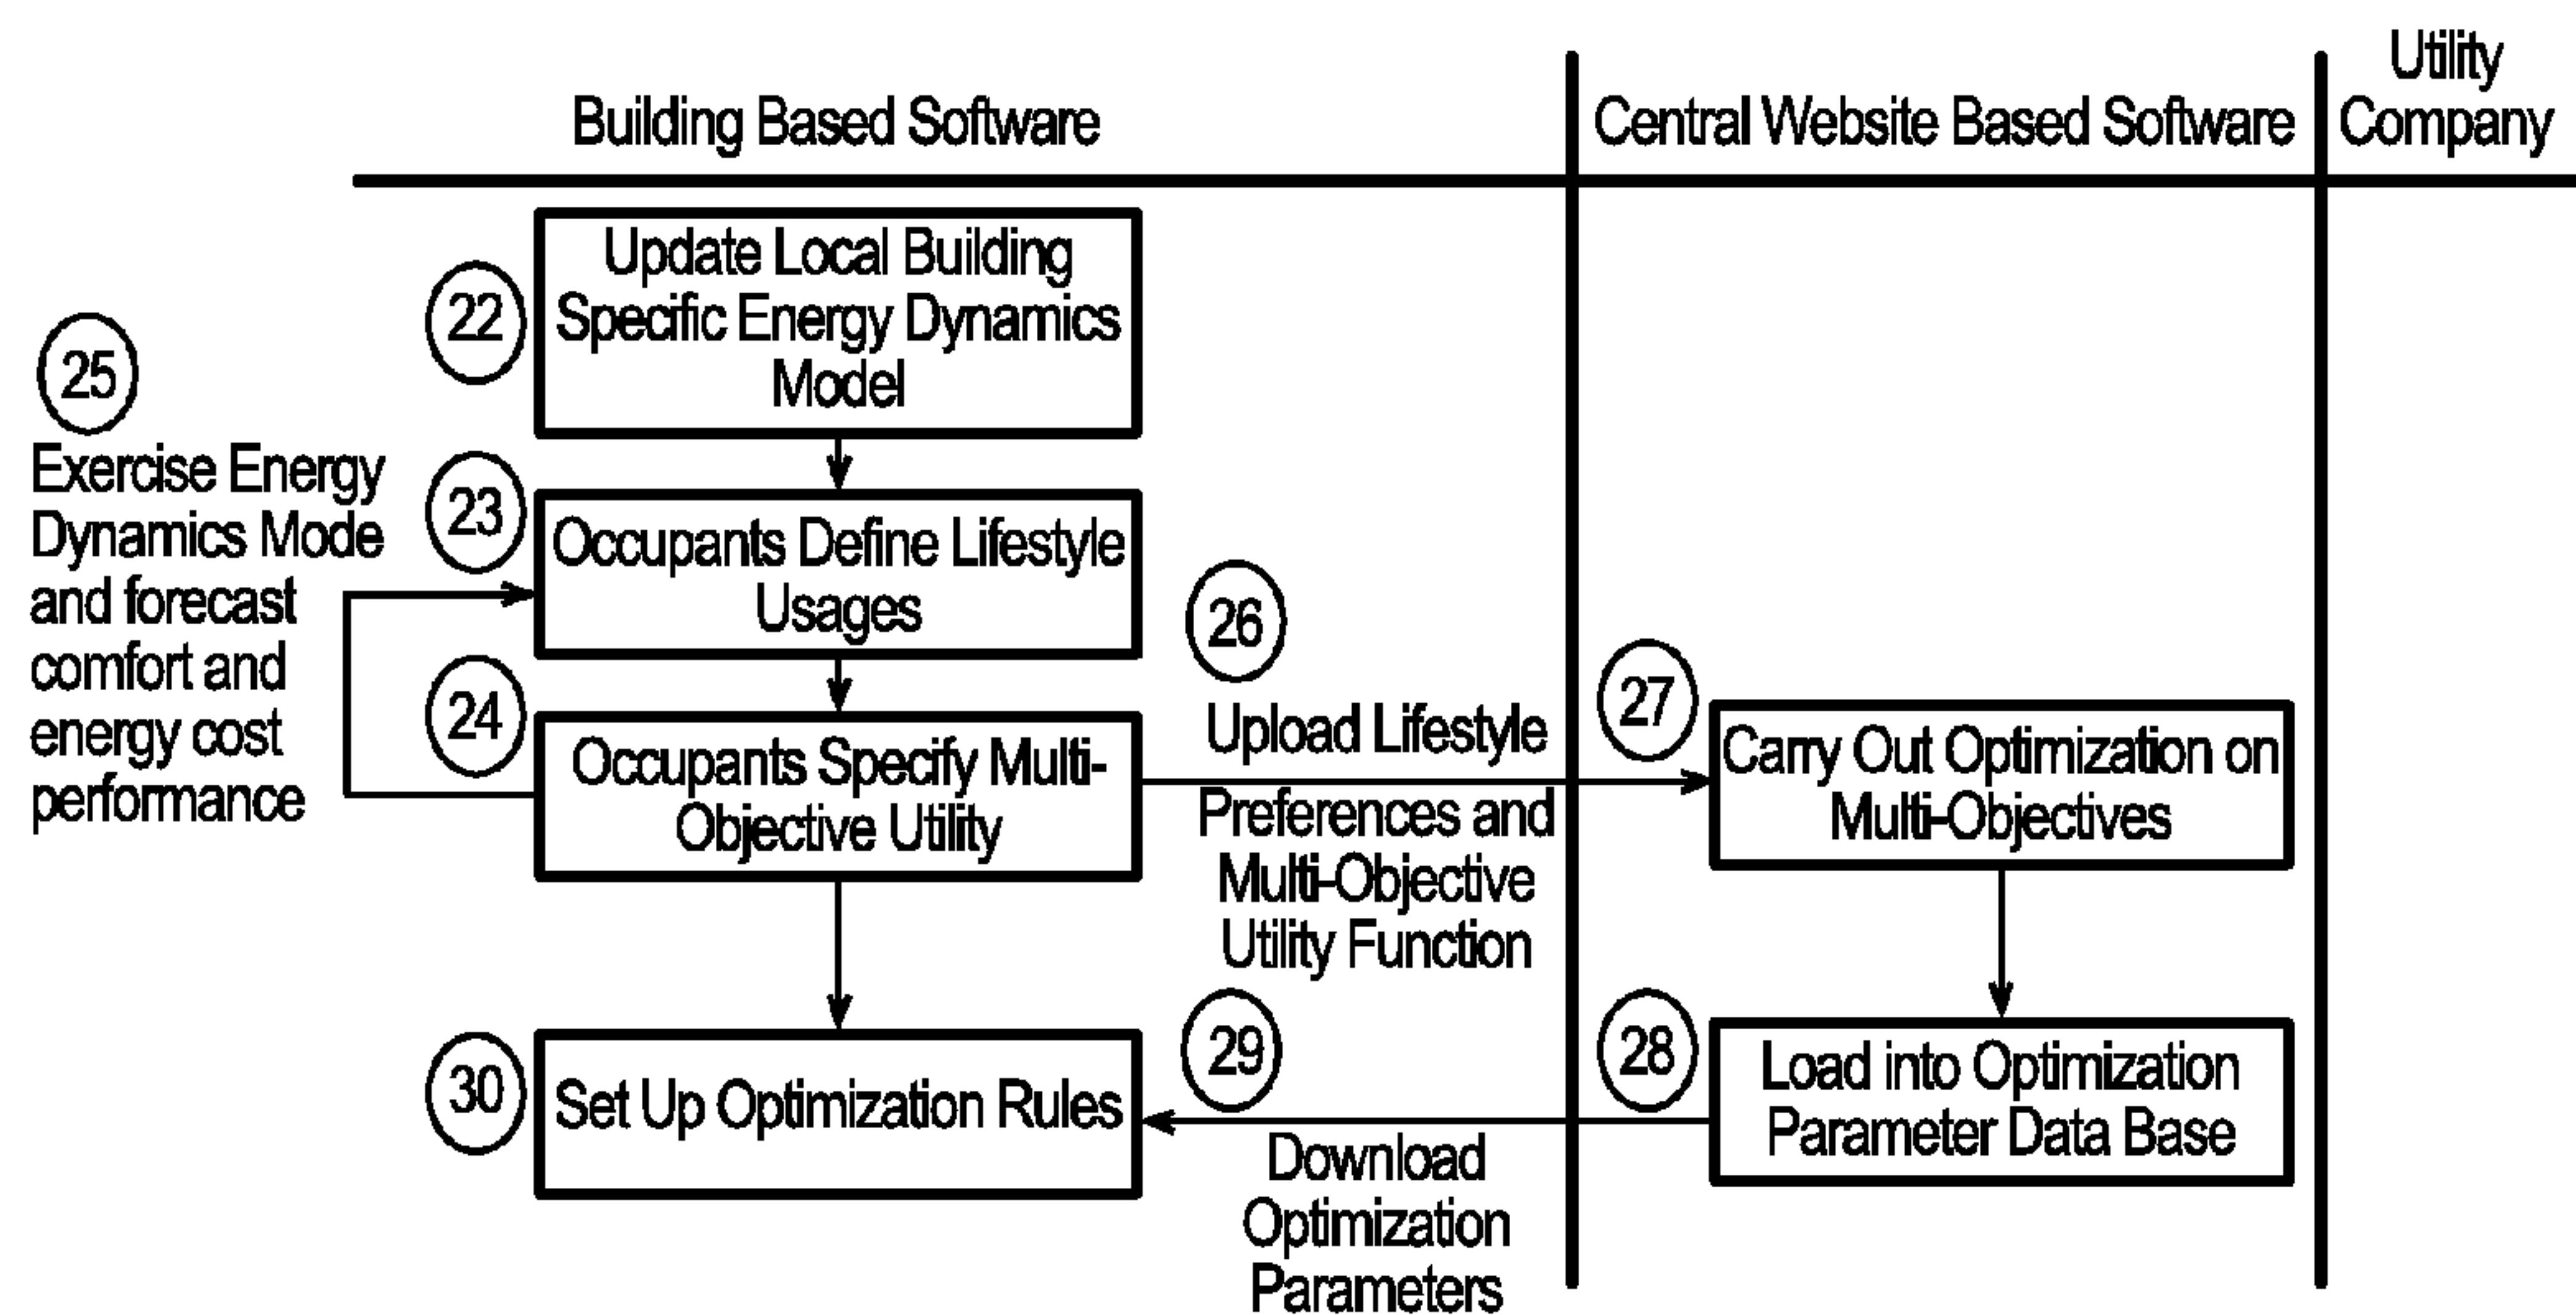 Building Based Software
Central Website Based Software
Utility
Company
22
Update Local Building
Specific Energy Dynamics
Model
25
Exercise Energy
Dynamics Mode
and forecast
comfort and
energy cost
performance
23
Occupants Define Lifestyle
Usages
24
Occupants Specify Multi-
Objective Utility
26
Upload Lifestyle
Preferences and
Multi-Objective
Utility Function
27
Carry Out Optimization on
Multi-Objectives
28
Load into Optimization
Parameter Data Base
29
Download
Optimization
Parameters
30
Set Up Optimization Rules